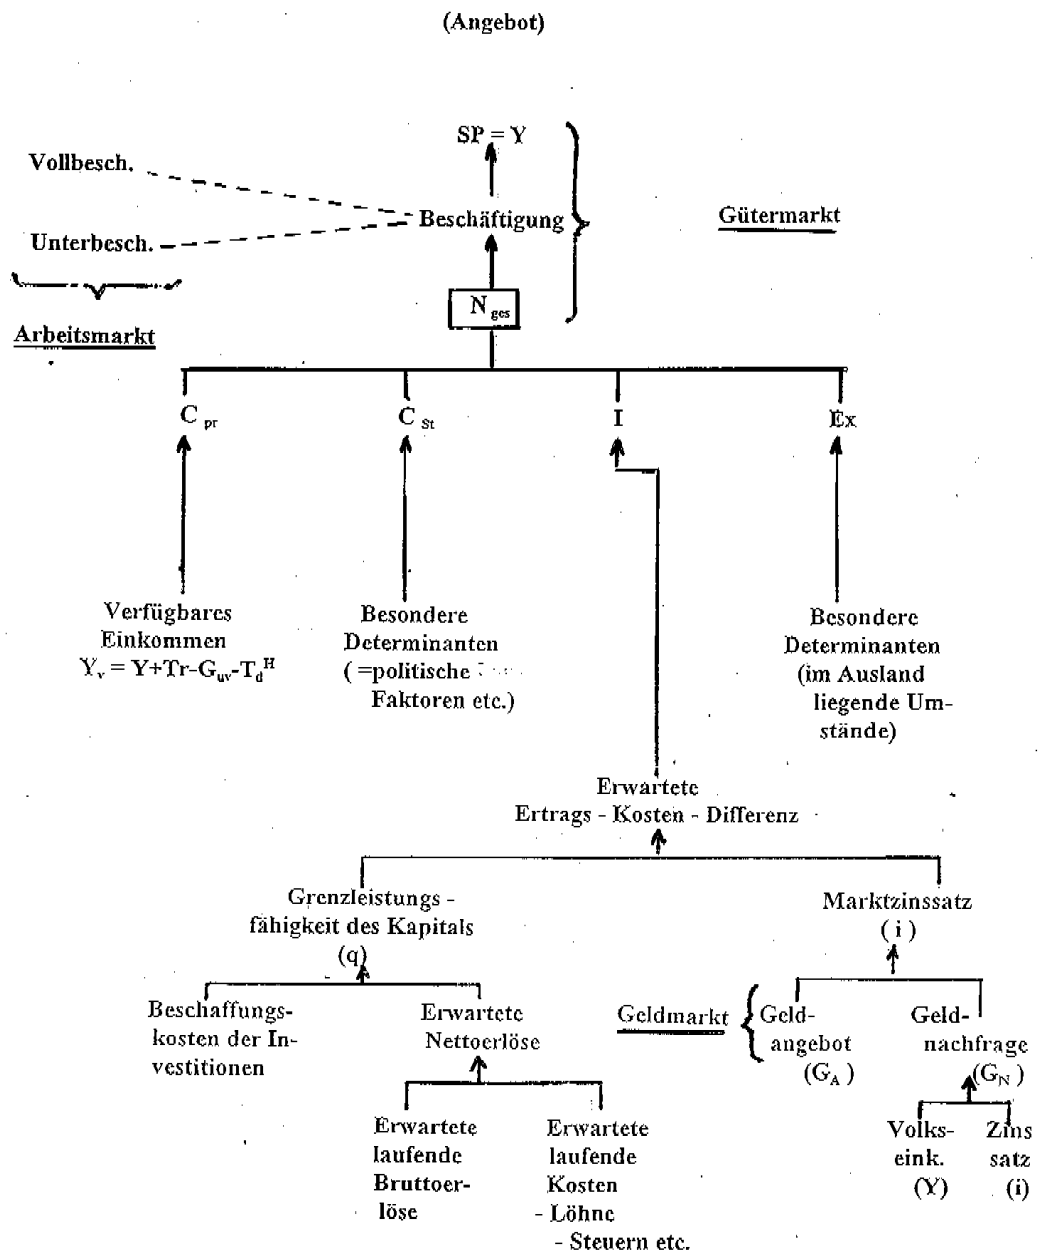 (Angebot)
SP = Y
Vollbesch.
Beschäftigung
Gütermarkt
Unterbesch.
N ges
Arbeitsmarkt
C pr
C St
I
Ex
Verfügbares
Einkommen
Yv = Y+Tr-Guv-TdH
Besondere
Determinanten
( =politische
Faktoren etc.)
Besondere
Determinanten
(im Ausland
liegende Um-
stände)
Erwartete
Ertrags - Kosten - Differenz
Grenzleistungs -
fähigkeit des Kapitals
(q)
Marktzinssatz
( i )
Beschaffungs-
kosten der In-
vestitionen
Erwartete
Nettoerlöse
Geldmarkt
Geld-
angebot
(GA)
Geld-
nachfrage
(GN)
Erwartete
laufende
Bruttoer-
löse
Erwartete
laufende
Kosten
- Löhne
- Steuern etc.
Volks-
eink.
(Y)
Zins
satz
(i)